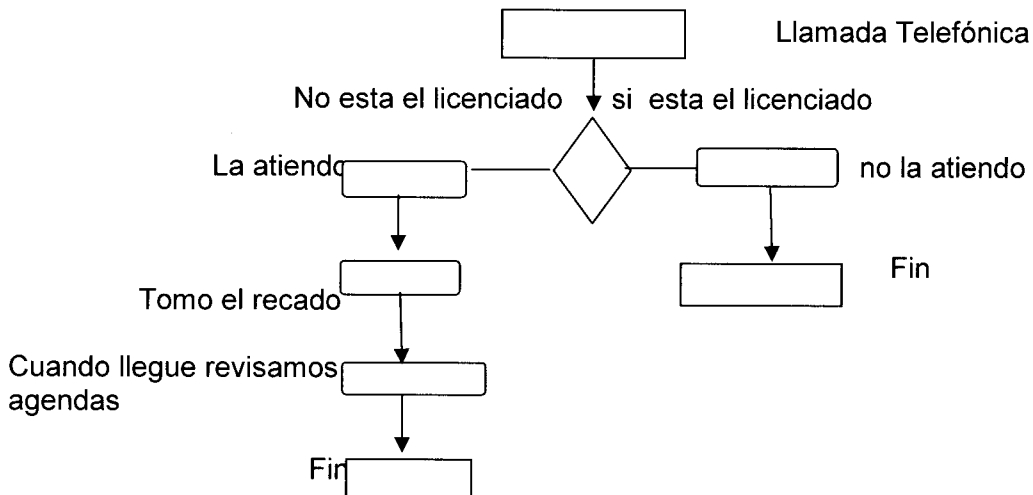 Llamada Telefónica
No esta el licenciado si esta el licenciado
La atiendo
no la atiendo
Fin
Tomo el recado
Cuando llegue revisamos
agendas
Fin